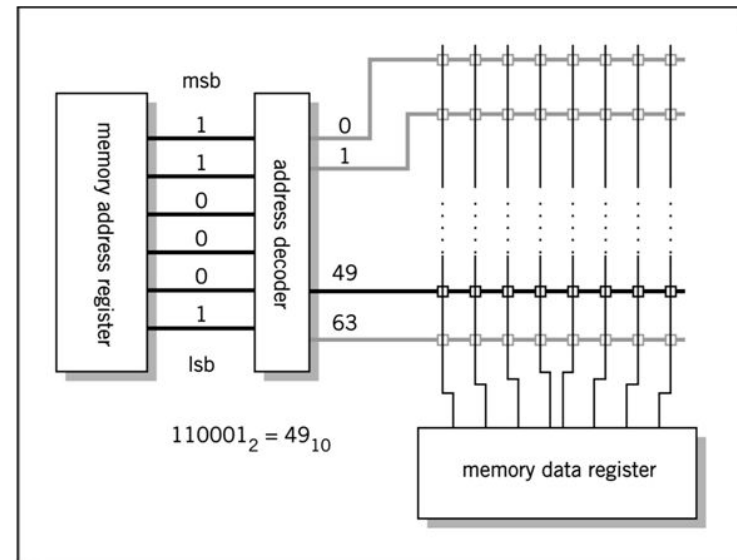 msb
memory address register
1
1
0
0
0
1
lsb
address decoder
0
1
49
63
110001₂ = 49₁₀
memory data register